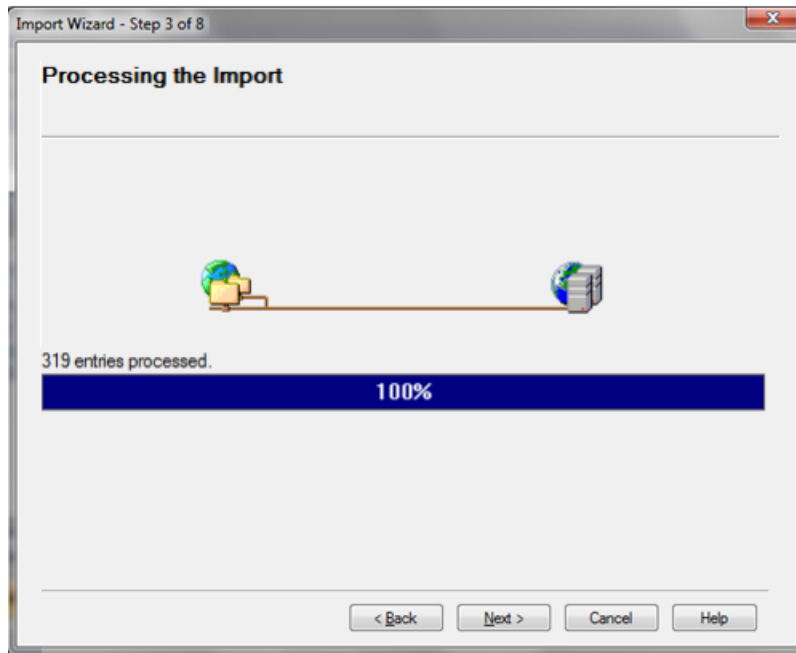 Import Wizard - Step 3 of 8
Processing the Import
319 entries processed.
100%
< Back Next > Cancel Help